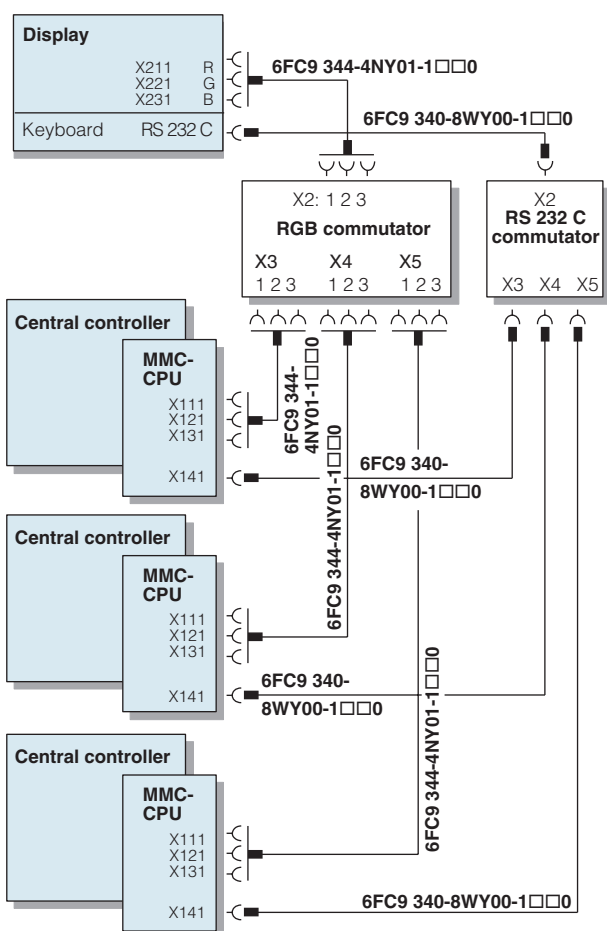 Display
X211 R
X221 G
X231 B
Keyboard RS 232 C
6FC9 344-4NY01-1□□0
6FC9 340-8WY00-1□□0
X2: 1 2 3
RGB commutator
X3 X4 X5
1 2 3 1 2 3 1 2 3
X2
RS 232 C
commutator
X3 X4 X5
Central controller
MMC-
CPU
X111
X121
X131
X141
6FC9 344-
4NY01-1□□0
6FC9 344-4NY01-1□□0
6FC9 340-
8WY00-1□□0
Central controller
MMC-
CPU
X111
X121
X131
X141
6FC9 340-
8WY00-1□□0
6FC9 344-4NY01-1□□0
Central controller
MMC-
CPU
X111
X121
X131
X141
6FC9 340-8WY00-1□□0